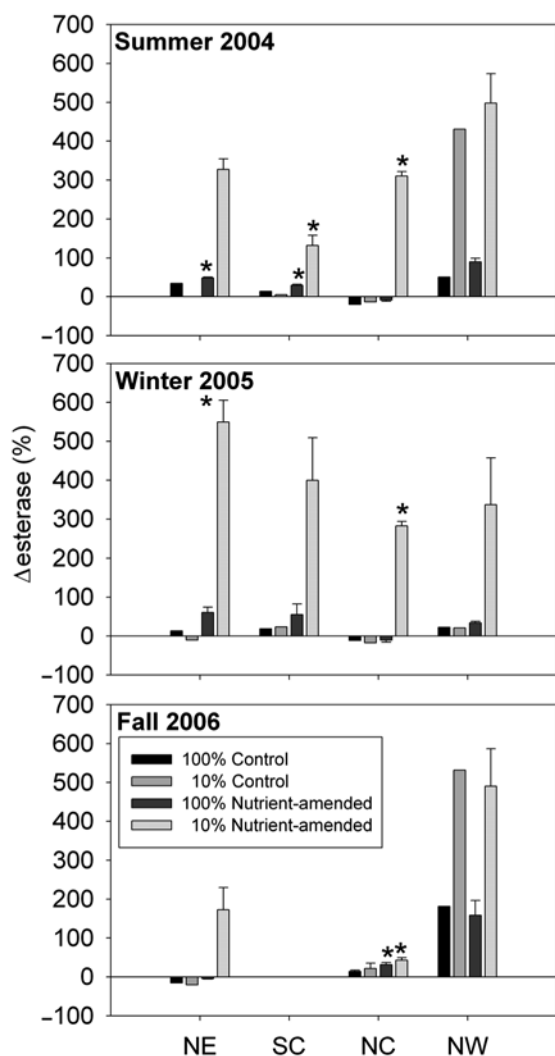 Δesterase (%)
Summer 2004
700
600
500
400
300
200
100
0
−100
* * * *
Winter 2005
700
600
500
400
300
200
100
0
−100
* *
Fall 2006
700
600
500
400
300
200
100
0
−100
100% Control
10% Control
100% Nutrient-amended
10% Nutrient-amended
* *
NE SC NC NW